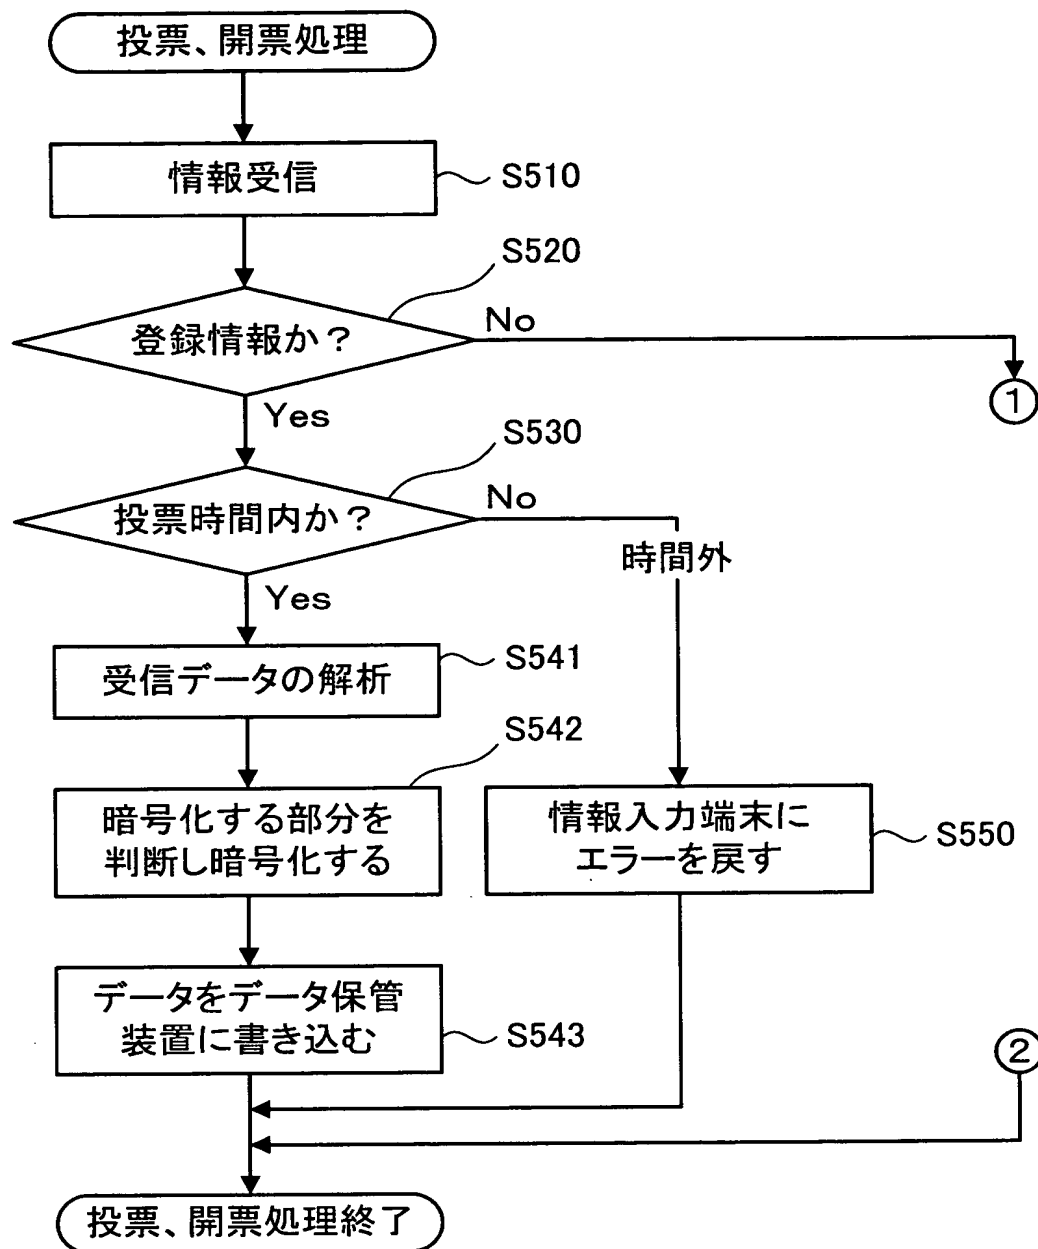 投票、開票処理
情報受信
S510
S520
登録情報か？
No
①
Yes
S530
投票時間内か？
No
時間外
Yes
受信データの解析
S541
S542
暗号化する部分を
判断し暗号化する
情報入力端末に
エラーを戻す
S550
データをデータ保管
装置に書き込む
S543
②
投票、開票処理終了